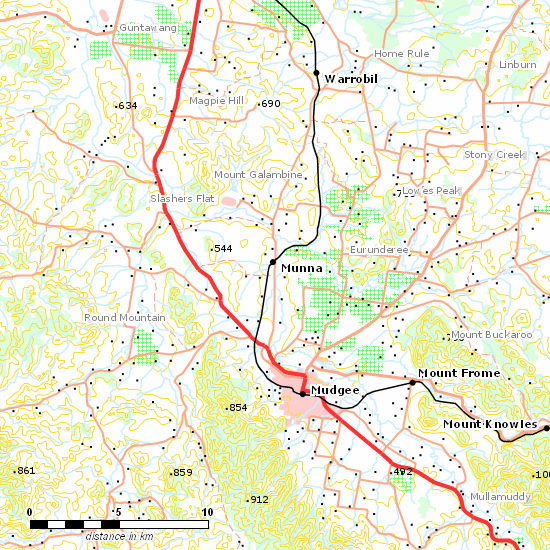 Guntawang
Home Rule
Linburn
Warrobil
Magpie Hill
634
690
Stony Creek
Mount Galambine
Lowes Peak
Slashers Flat
544
Eurunderee
Munna
Round Mountain
Mount Buckaroo
Mount Frome
Mudgee
854
Mount Knowles
861
859
492
Mullamuddy
912
0 5 10
distance in km